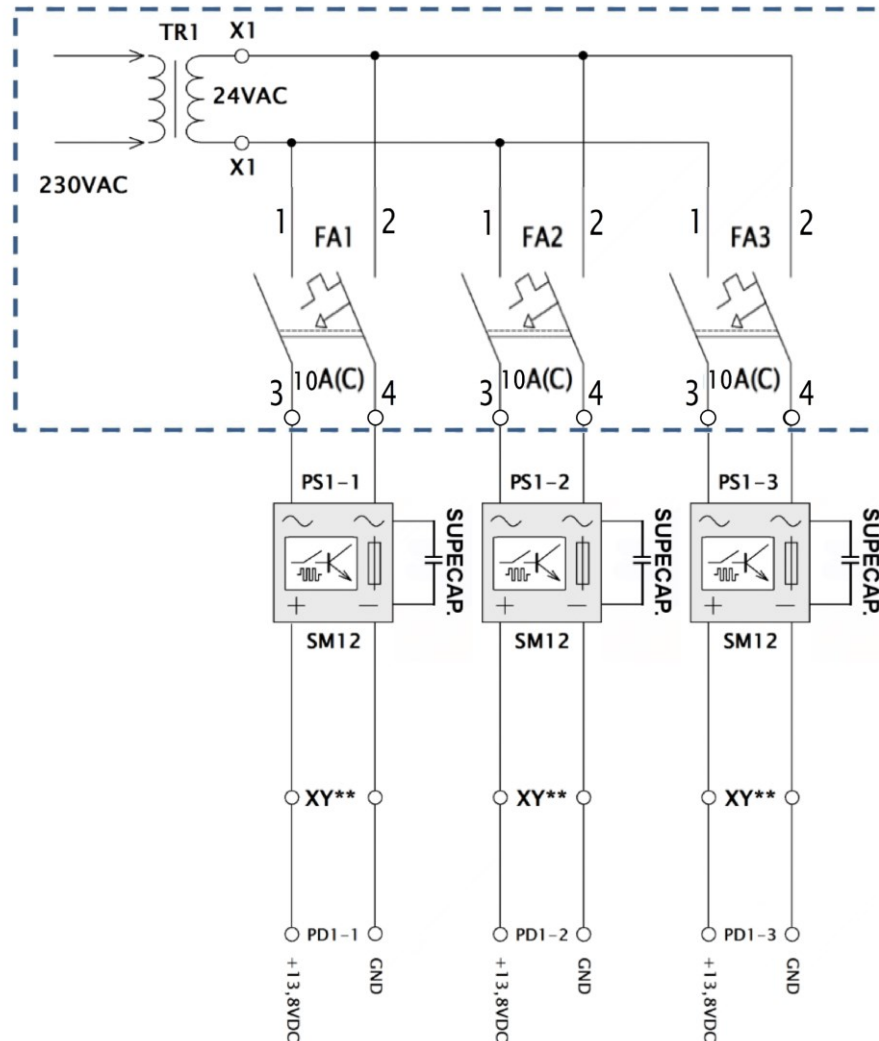 TR1 X1
24VAC
X1
230VAC
1 2 1 2 1 2
FA1 FA2 FA3
10A(C) 10A(C) 10A(C)
3 4 3 4 3 4
PS1-1 PS1-2 PS1-3
SUPECAP. SUPECAP. SUPECAP.
+ − + − + −
SM12 SM12 SM12
XY** XY** XY**
PD1-1 PD1-2 PD1-3
+13,8VDC GND +13,8VDC GND +13,8VDC GND